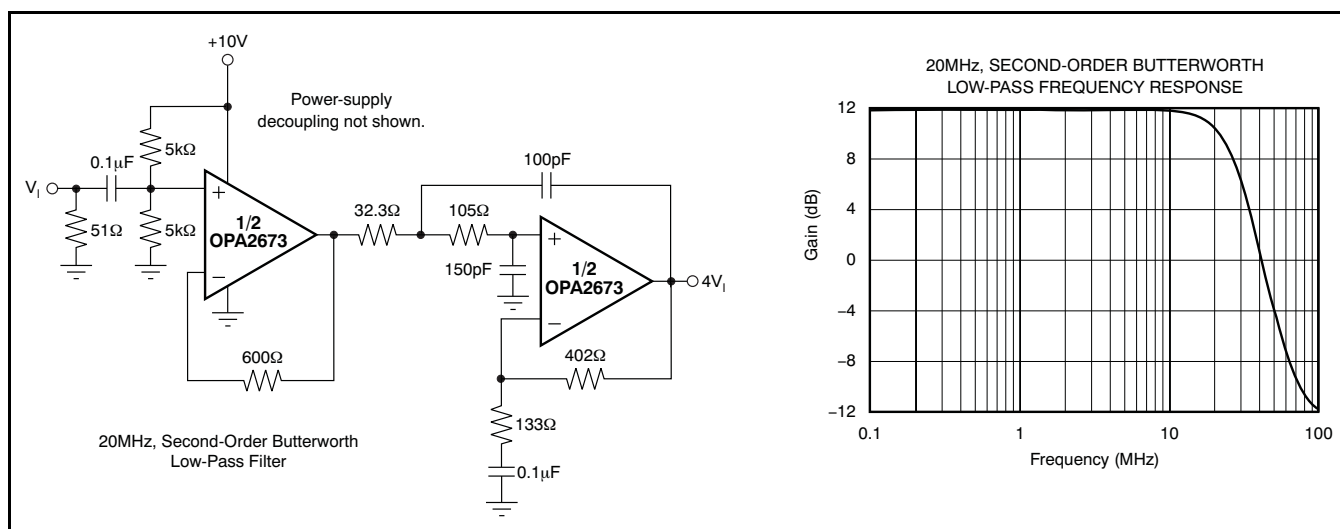 +10V
Power-supply
decoupling not shown.
5kΩ
0.1μF
VI
51Ω
5kΩ
+
1/2
OPA2673
−
600Ω
32.3Ω
105Ω
100pF
150pF
+
1/2
OPA2673
−
4VI
402Ω
133Ω
0.1μF
20MHz, Second-Order Butterworth
Low-Pass Filter
20MHz, SECOND-ORDER BUTTERWORTH
LOW-PASS FREQUENCY RESPONSE
12
8
4
0
−4
−8
−12
Gain (dB)
0.1
1
10
100
Frequency (MHz)